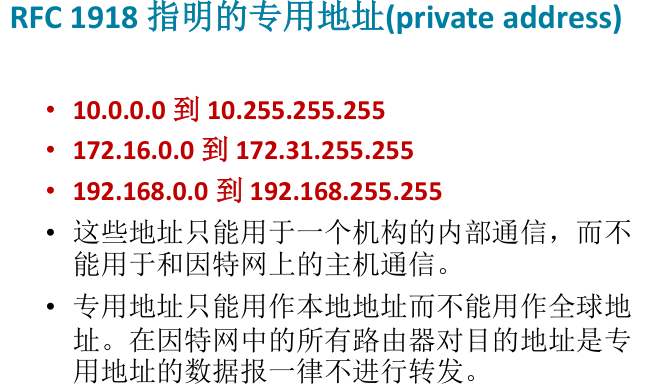 RFC 1918 指明的专用地址(private address)
• 10.0.0.0 到 10.255.255.255
• 172.16.0.0 到 172.31.255.255
• 192.168.0.0 到 192.168.255.255
• 这些地址只能用于一个机构的内部通信，而不
能用于和因特网上的主机通信。
• 专用地址只能用作本地地址而不能用作全球地
址。在因特网中的所有路由器对目的地址是专
用地址的数据报一律不进行转发。